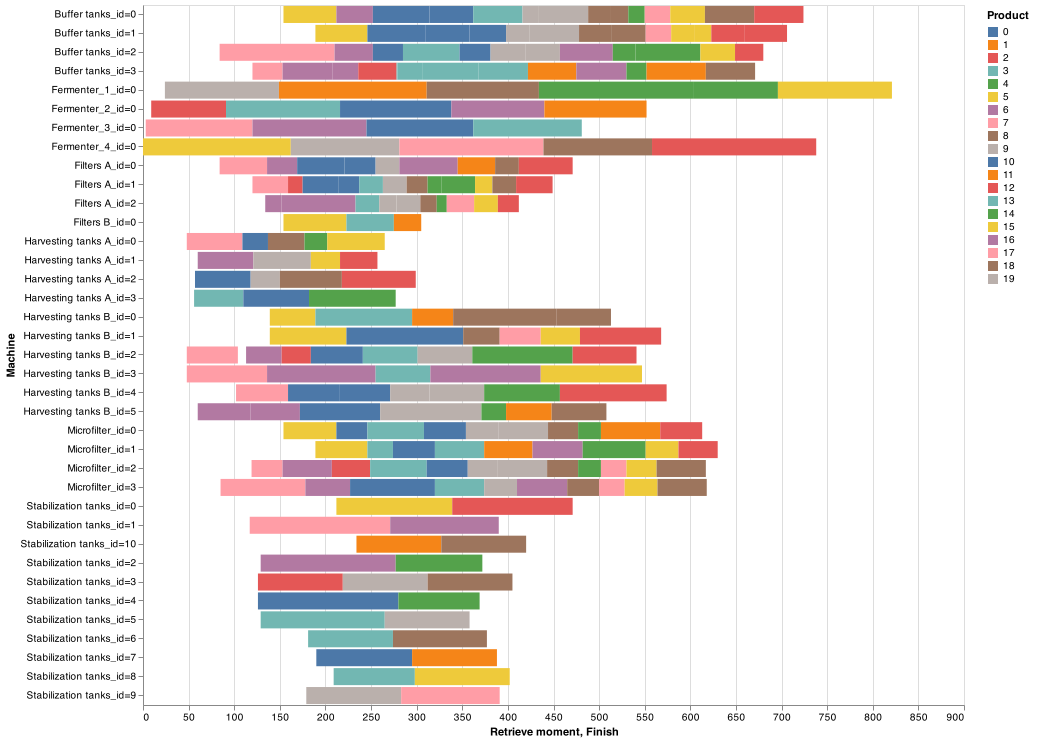 Product
0
1
2
3
4
5
6
7
8
9
10
11
12
13
14
15
16
17
18
19
Machine
Buffer tanks_id=0
Buffer tanks_id=1
Buffer tanks_id=2
Buffer tanks_id=3
Fermenter_1_id=0
Fermenter_2_id=0
Fermenter_3_id=0
Fermenter_4_id=0
Filters A_id=0
Filters A_id=1
Filters A_id=2
Filters B_id=0
Harvesting tanks A_id=0
Harvesting tanks A_id=1
Harvesting tanks A_id=2
Harvesting tanks A_id=3
Harvesting tanks B_id=0
Harvesting tanks B_id=1
Harvesting tanks B_id=2
Harvesting tanks B_id=3
Harvesting tanks B_id=4
Harvesting tanks B_id=5
Microfilter_id=0
Microfilter_id=1
Microfilter_id=2
Microfilter_id=3
Stabilization tanks_id=0
Stabilization tanks_id=1
Stabilization tanks_id=10
Stabilization tanks_id=2
Stabilization tanks_id=3
Stabilization tanks_id=4
Stabilization tanks_id=5
Stabilization tanks_id=6
Stabilization tanks_id=7
Stabilization tanks_id=8
Stabilization tanks_id=9
0 50 100 150 200 250 300 350 400 450 500 550 600 650 700 750 800 850 900
Retrieve moment, Finish